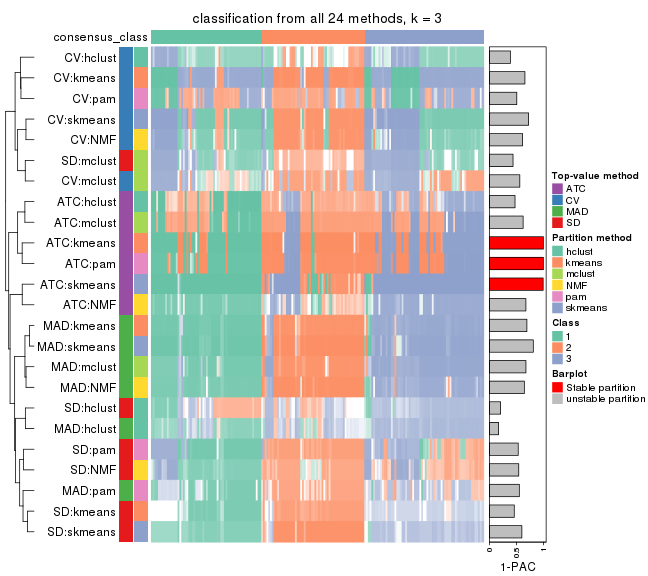 classification from all 24 methods, k = 3
consensus_class
CV:hclust
CV:kmeans
CV:pam
CV:skmeans
CV:NMF
SD:mclust
CV:mclust
ATC:hclust
ATC:mclust
ATC:kmeans
ATC:pam
ATC:skmeans
ATC:NMF
MAD:kmeans
MAD:skmeans
MAD:mclust
MAD:NMF
SD:hclust
MAD:hclust
SD:pam
SD:NMF
MAD:pam
SD:kmeans
SD:skmeans
0
0.5
1
1-PAC
Top-value method
ATC
CV
MAD
SD
Partition method
hclust
kmeans
mclust
NMF
pam
skmeans
Class
1
2
3
Barplot
Stable partition
unstable partition